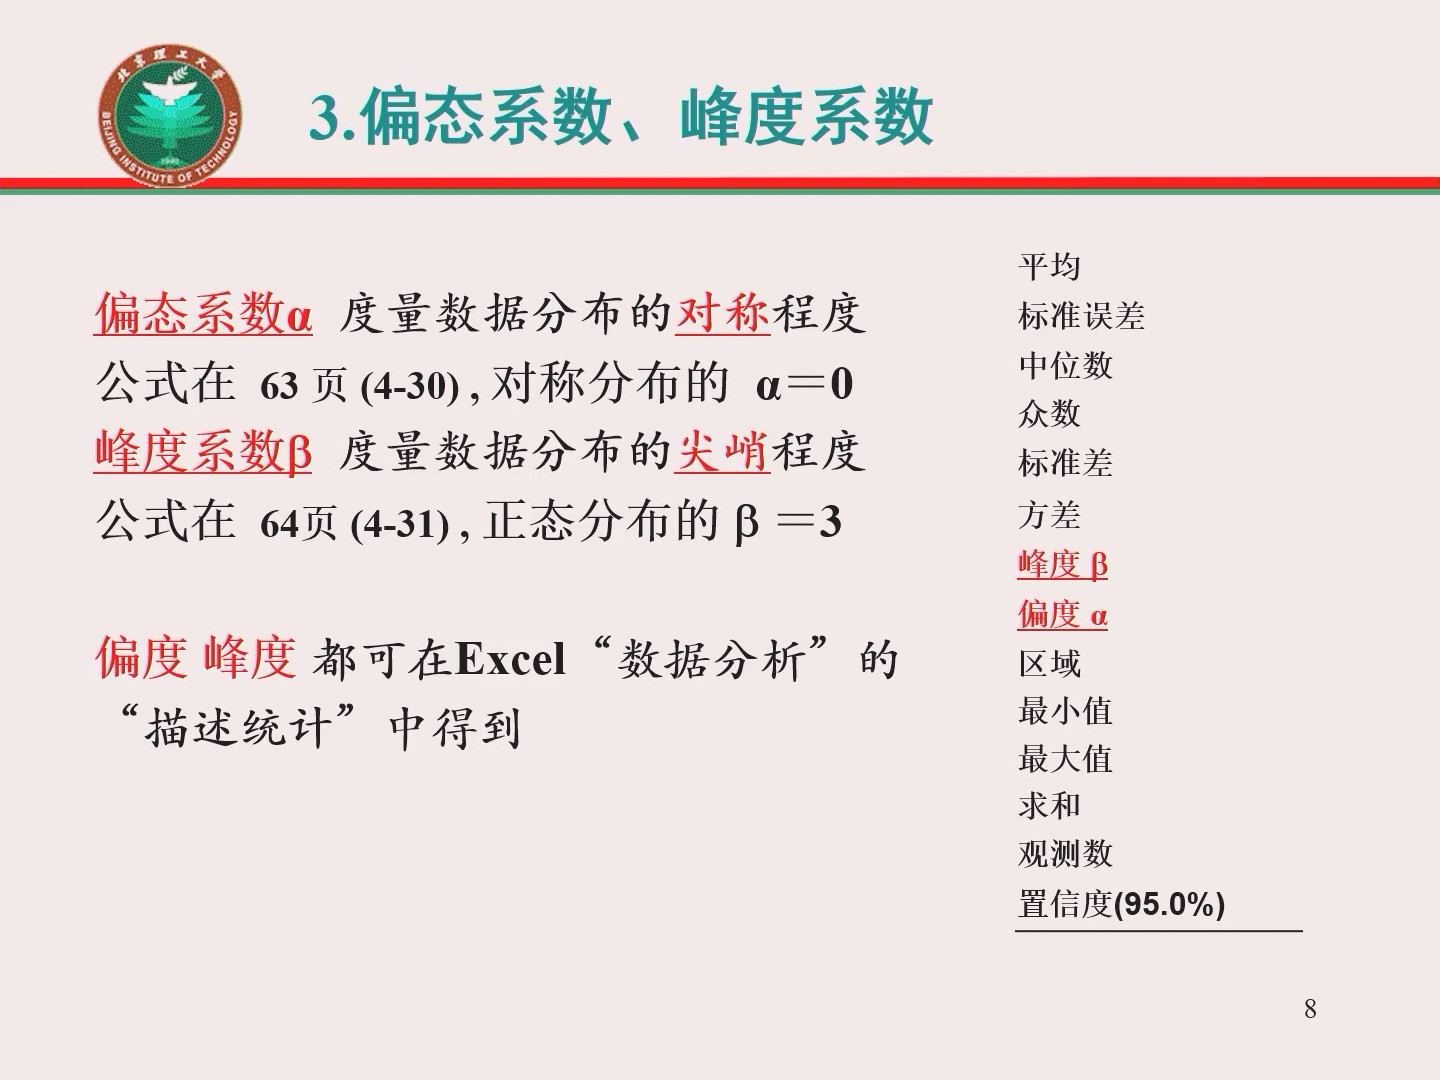 北京理工大学
BEIJING INSTITUTE OF TECHNOLOGY
1940
3.偏态系数、峰度系数
偏态系数α 度量数据分布的对称程度
公式在 63 页 (4-30) , 对称分布的 α＝0
峰度系数β 度量数据分布的尖峭程度
公式在 64页 (4-31) , 正态分布的 β ＝3
偏度 峰度 都可在Excel“数据分析”的
“描述统计”中得到
平均
标准误差
中位数
众数
标准差
方差
峰度 β
偏度 α
区域
最小值
最大值
求和
观测数
置信度(95.0%)
8